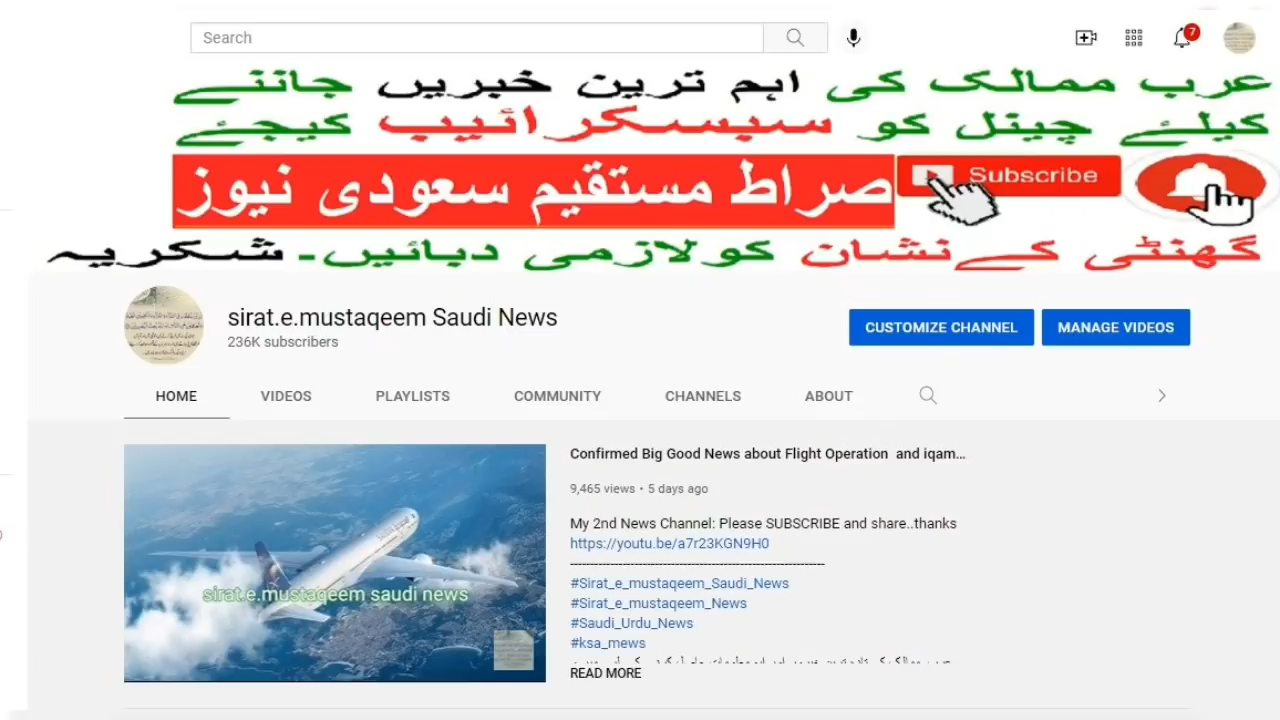 Search
7
عرب ممالک کی اہم ترین خبریں جاننے
کیلئے چینل کو سبسکرائیب کیجئے
صراط مستقیم سعودی نیوز
Subscribe
گھنٹی کے نشان کو لازمی دبائیں۔ شکریہ
sirat.e.mustaqeem Saudi News
236K subscribers
CUSTOMIZE CHANNEL
MANAGE VIDEOS
HOME VIDEOS PLAYLISTS COMMUNITY CHANNELS ABOUT
sirat.e.mustaqeem saudi news
Confirmed Big Good News about Flight Operation and iqam...
9,465 views • 5 days ago
My 2nd News Channel: Please SUBSCRIBE and share..thanks
https://youtu.be/a7r23KGN9H0
------------------------------------------------------------
#Sirat_e_mustaqeem_Saudi_News
#Sirat_e_mustaqeem_News
#Saudi_Urdu_News
#ksa_mews
READ MORE